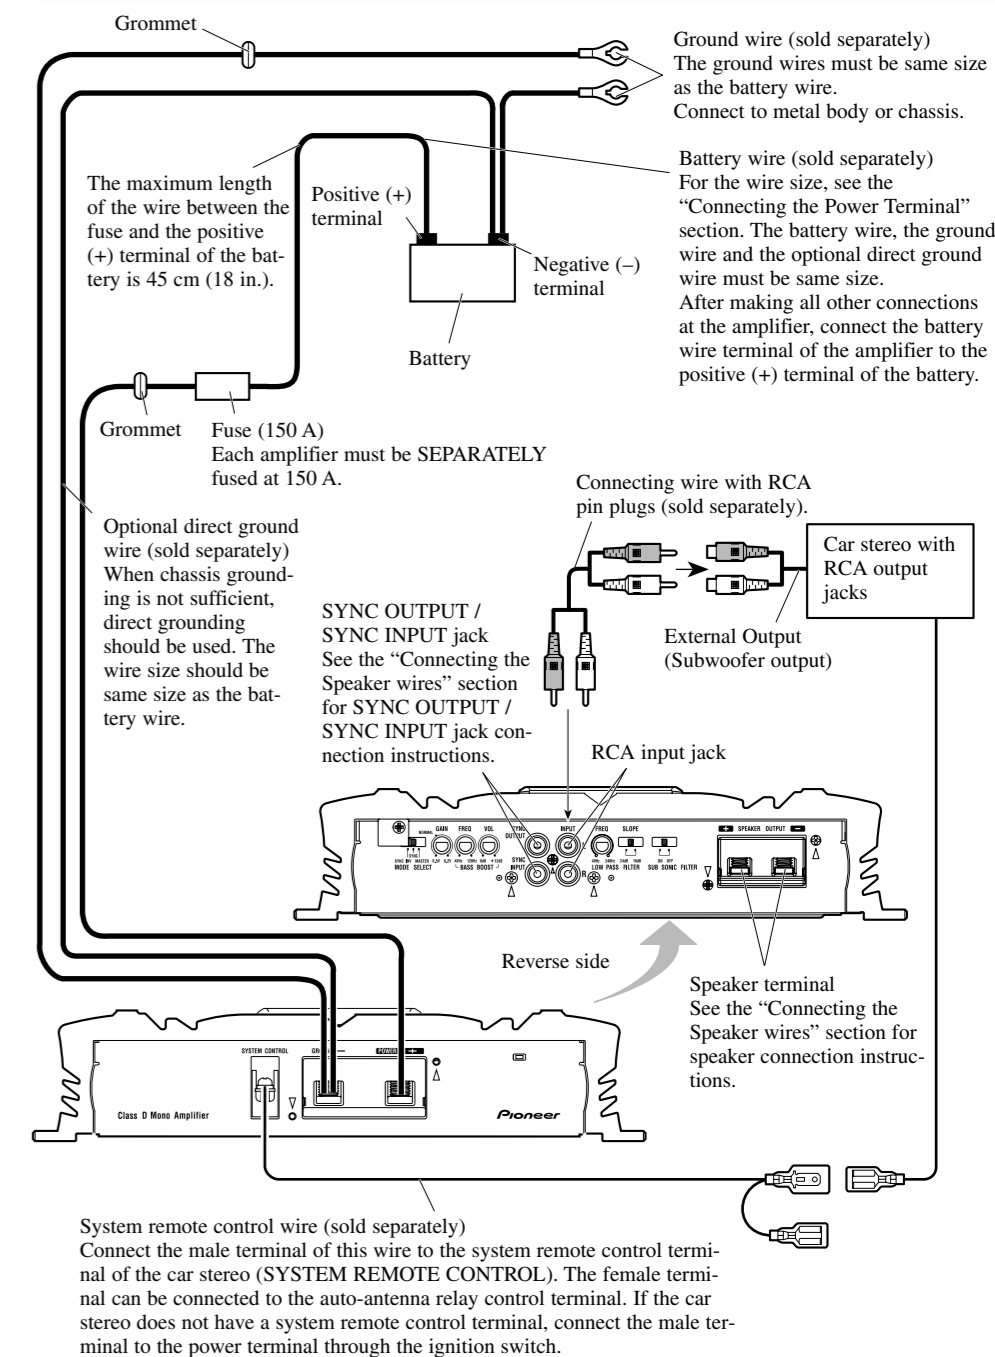 Grommet
Ground wire (sold separately)
The ground wires must be same size
as the battery wire.
Connect to metal body or chassis.
Battery wire (sold separately)
For the wire size, see the
“Connecting the Power Terminal”
section. The battery wire, the ground
wire and the optional direct ground
wire must be same size.
After making all other connections
at the amplifier, connect the battery
wire terminal of the amplifier to the
positive (+) terminal of the battery.
The maximum length
of the wire between the
fuse and the positive
(+) terminal of the bat-
tery is 45 cm (18 in.).
Positive (+)
terminal
Negative (–)
terminal
Battery
Grommet
Fuse (150 A)
Each amplifier must be SEPARATELY
fused at 150 A.
Connecting wire with RCA
pin plugs (sold separately).
Car stereo with
RCA output
jacks
External Output
(Subwoofer output)
Optional direct ground
wire (sold separately)
When chassis ground-
ing is not sufficient,
direct grounding
should be used. The
wire size should be
same size as the bat-
tery wire.
SYNC OUTPUT /
SYNC INPUT jack
See the “Connecting the
Speaker wires” section
for SYNC OUTPUT /
SYNC INPUT jack con-
nection instructions.
RCA input jack
NORMAL
GAIN FREQ VOL
SYNC
OUTPUT
INPUT
FREQ SLOPE
SPEAKER OUTPUT
MODE SELECT
BASS BOOST
SYNC
INPUT
L
R
LOW PASS FILTER
ON OFF
SUB SONIC FILTER
Reverse side
Speaker terminal
See the “Connecting the
Speaker wires” section for
speaker connection instruc-
tions.
SYSTEM CONTROL
POWER
Class D Mono Amplifier
Pioneer
System remote control wire (sold separately)
Connect the male terminal of this wire to the system remote control termi-
nal of the car stereo (SYSTEM REMOTE CONTROL). The female termi-
nal can be connected to the auto-antenna relay control terminal. If the car
stereo does not have a system remote control terminal, connect the male ter-
minal to the power terminal through the ignition switch.